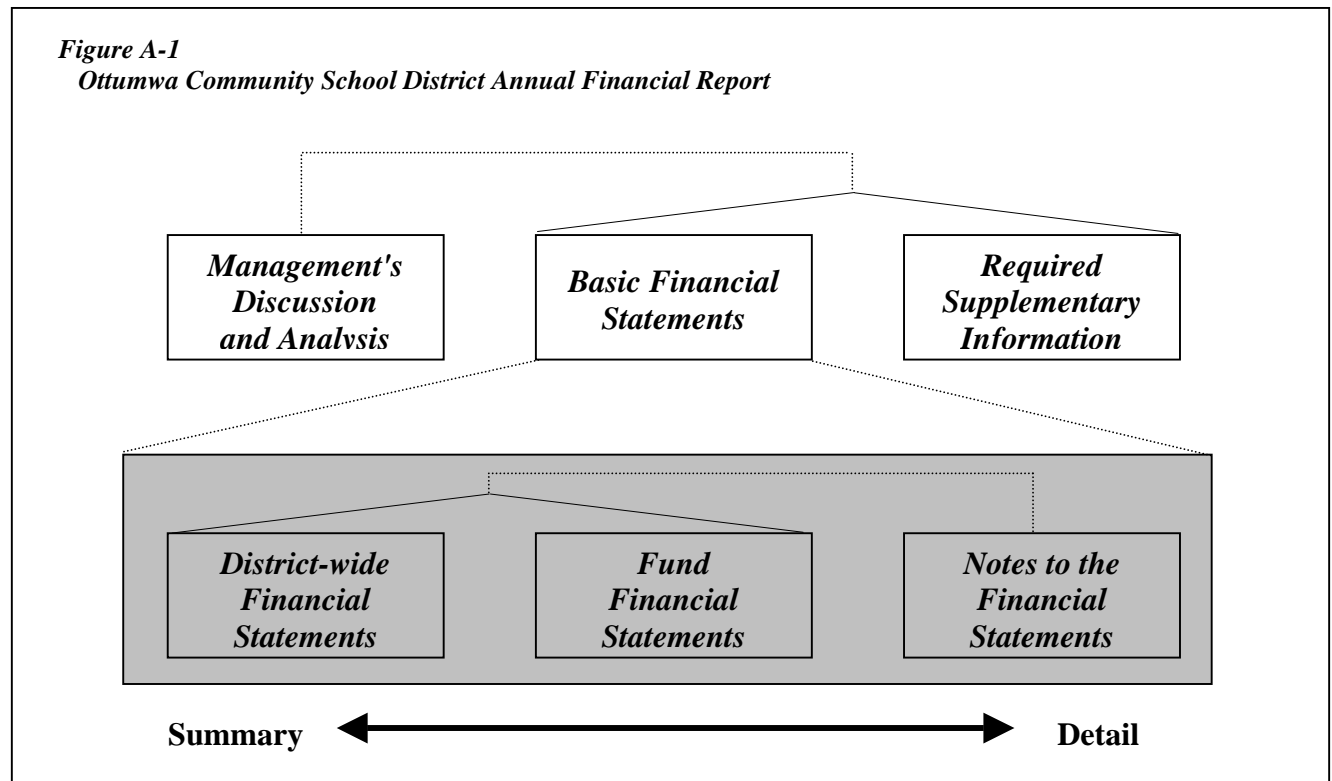 Figure A-1
Ottumwa Community School District Annual Financial Report
Management's
Discussion
and Analysis
Basic Financial
Statements
Required
Supplementary
Information
District-wide
Financial
Statements
Fund
Financial
Statements
Notes to the
Financial
Statements
Summary
Detail